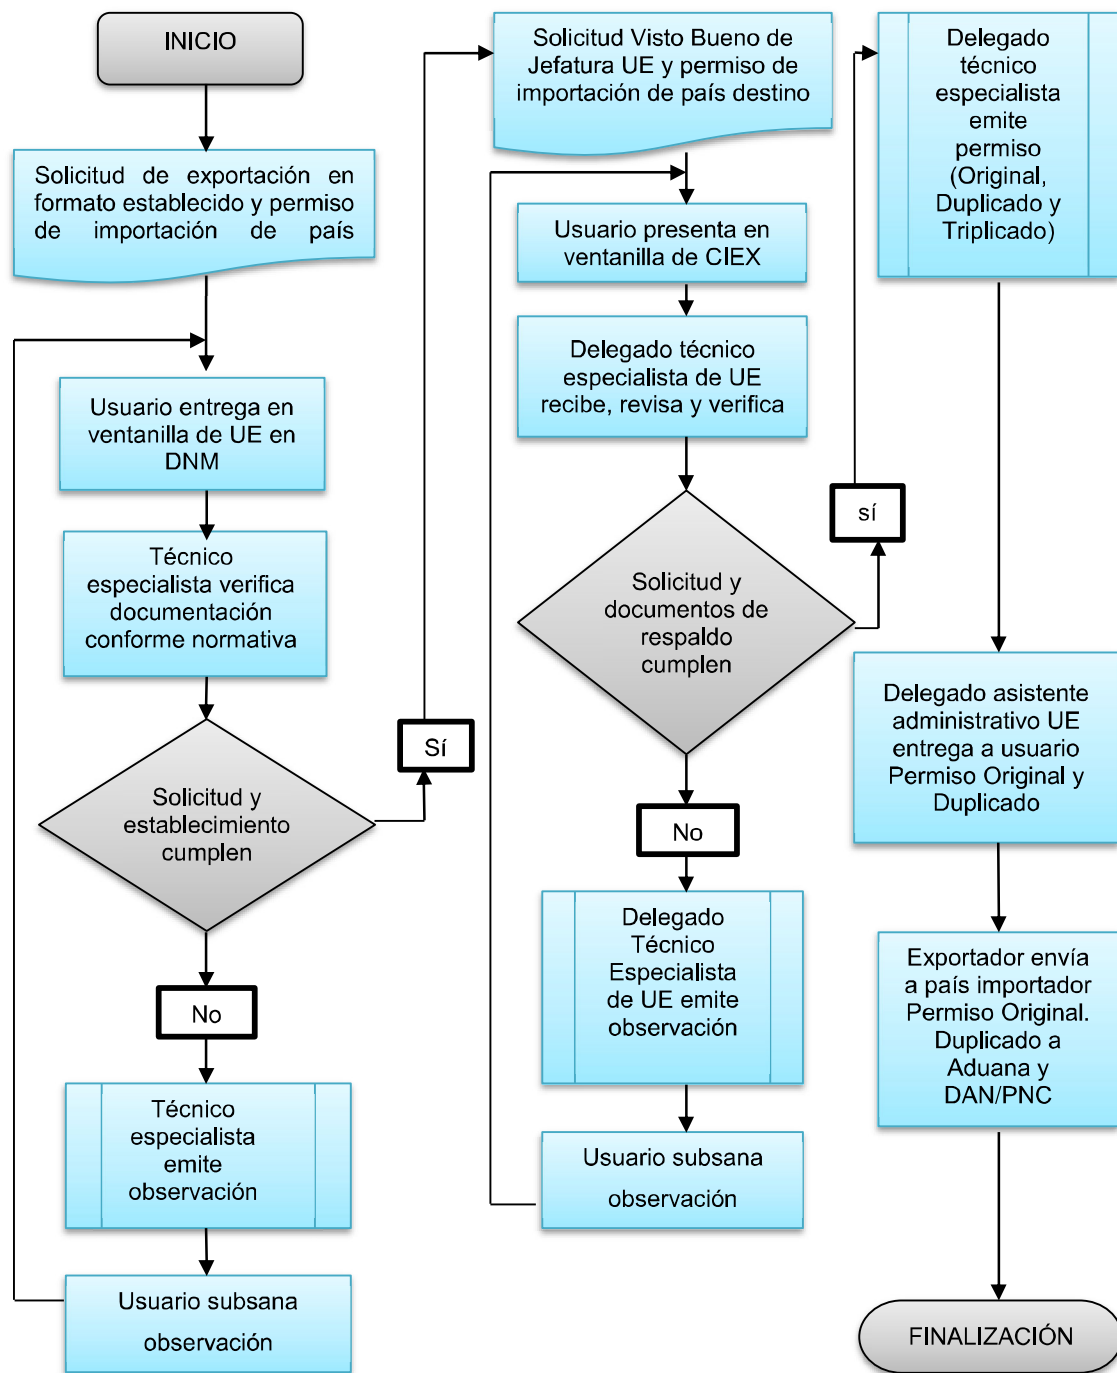 INICIO
Solicitud de exportación en
formato establecido y permiso
de importación de país
Usuario entrega en
ventanilla de UE en
DNM
Técnico
especialista verifica
documentación
conforme normativa
Solicitud y
establecimiento
cumplen
Sí
No
Técnico
especialista
emite
observación
Usuario subsana
observación
Solicitud Visto Bueno de
Jefatura UE y permiso de
importación de país destino
Usuario presenta en
ventanilla de CIEX
Delegado técnico
especialista de UE
recibe, revisa y verifica
Solicitud y
documentos de
respaldo
cumplen
sí
No
Delegado
Técnico
Especialista
de UE emite
observación
Usuario subsana
observación
Delegado
técnico
especialista
emite
permiso
(Original,
Duplicado y
Triplicado)
Delegado asistente
administrativo UE
entrega a usuario
Permiso Original y
Duplicado
Exportador envía
a país importador
Permiso Original.
Duplicado a
Aduana y
DAN/PNC
FINALIZACIÓN